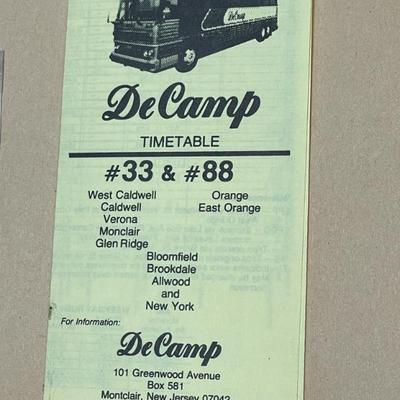 DeCamp
DeCamp
TIMETABLE
#33 & #88
West Caldwell Orange
Caldwell East Orange
Verona
Monclair
Glen Ridge
Bloomfield
Brookdale
Allwood
and
New York
For Information:
DeCamp
101 Greenwood Avenue
Box 581
Montclair, New Jersey 07042